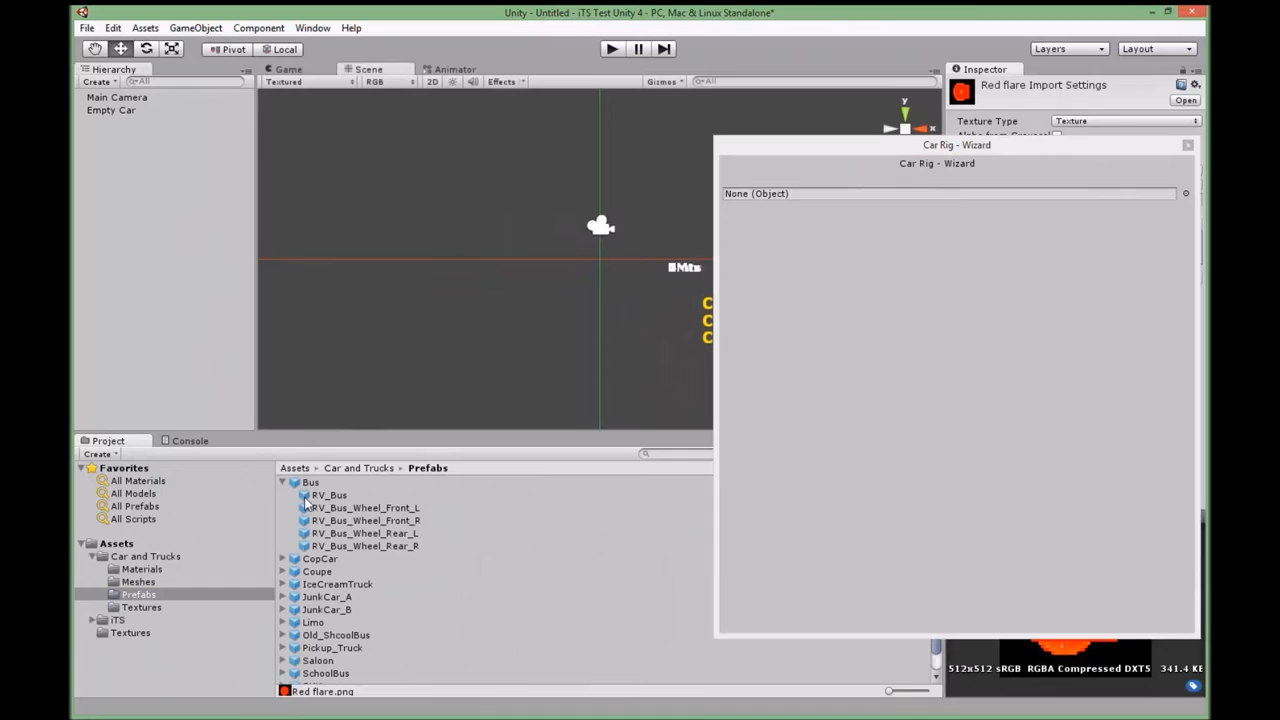 Unity - Untitled - iTS Test Unity 4 - PC, Mac & Linux Standalone*
File Edit Assets GameObject Component Window Help
Pivot Local Layers Layout
Hierarchy Game Scene Animator Inspector
Create All Textured RGB 2D Effects Gizmos All Red flare Import Settings
Main Camera
Empty Car
Open
y
x
Texture Type Texture
Car Rig - Wizard
Car Rig - Wizard
None (Object)
C
C
C
Project Console
Create
Favorites Assets Car and Trucks Prefabs
All Materials Bus
All Models RV_Bus
All Prefabs RV_Bus_Wheel_Front_L
All Scripts RV_Bus_Wheel_Front_R
RV_Bus_Wheel_Rear_L
Assets RV_Bus_Wheel_Rear_R
Car and Trucks CopCar
Materials Coupe
Meshes IceCreamTruck
Prefabs JunkCar_A
Textures JunkCar_B
iTS Limo
Textures Old_ShcoolBus
Pickup_Truck
Saloon
SchoolBus
512x512 sRGB RGBA Compressed DXT5 341.4 KE
Red flare.png